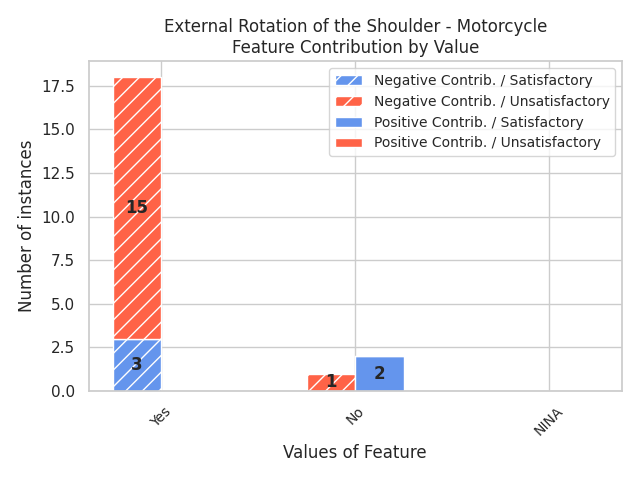 External Rotation of the Shoulder - Motorcycle
Feature Contribution by Value
Negative Contrib. / Satisfactory
Negative Contrib. / Unsatisfactory
Positive Contrib. / Satisfactory
Positive Contrib. / Unsatisfactory
Number of instances
17.5
15.0
12.5
10.0
7.5
5.0
2.5
0.0
15
3
1
2
Yes
No
NINA
Values of Feature